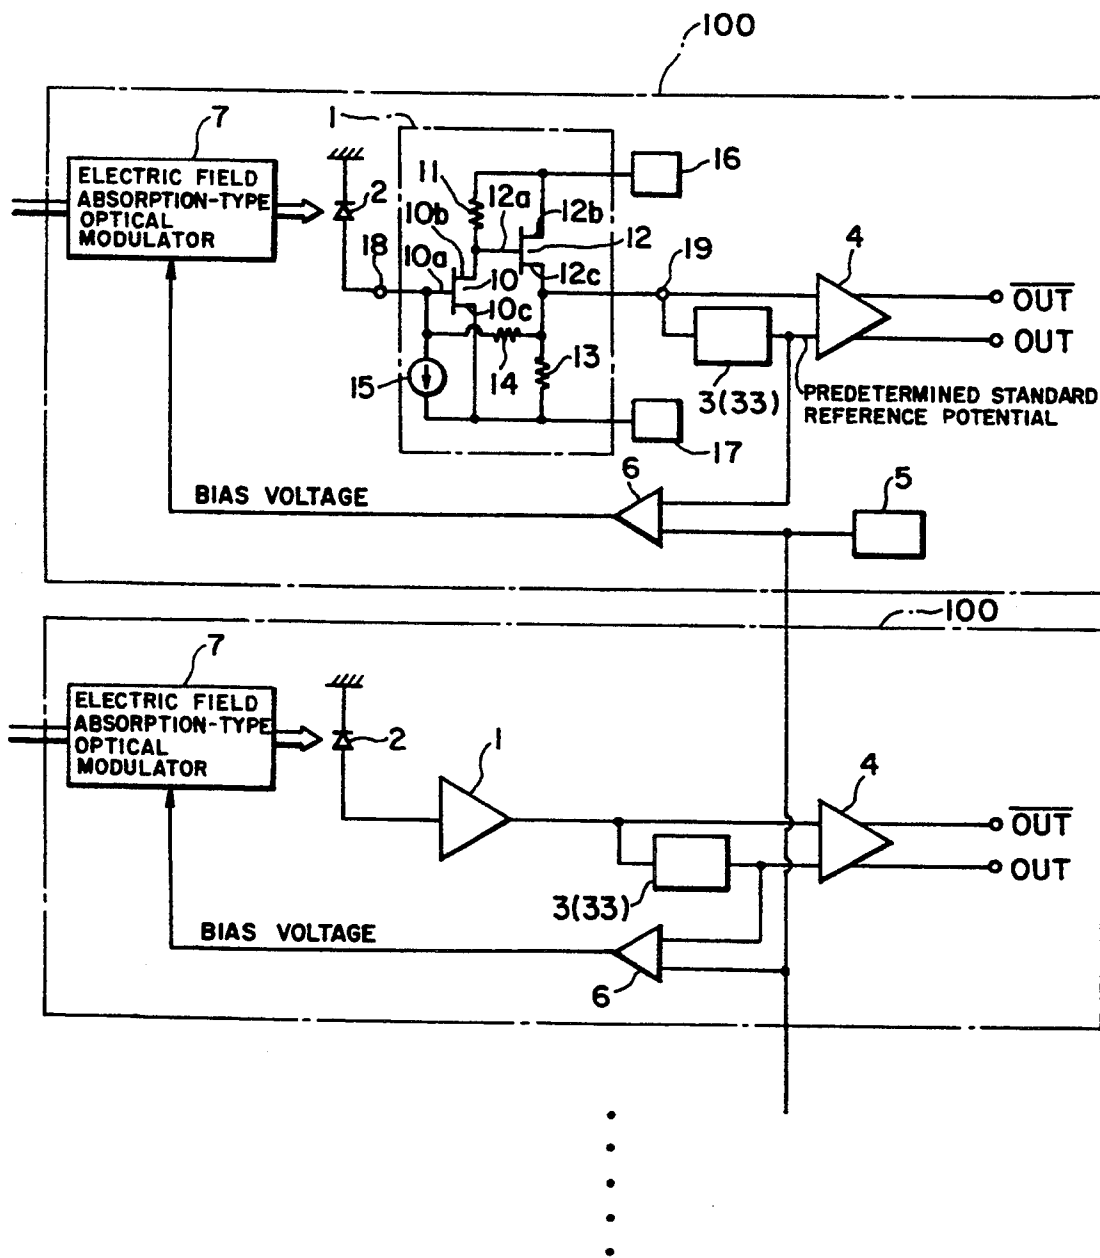 100
7
1
ELECTRIC FIELD
ABSORPTION-TYPE
OPTICAL
MODULATOR
2
11
12a
12b
16
10b
12
18
10a
10
12c
19
4
10c
OUT
OUT
15
14
13
3(33)
PREDETERMINED STANDARD
REFERENCE POTENTIAL
17
6
5
BIAS VOLTAGE
100
7
ELECTRIC FIELD
ABSORPTION-TYPE
OPTICAL
MODULATOR
2
1
4
OUT
OUT
3(33)
BIAS VOLTAGE
6